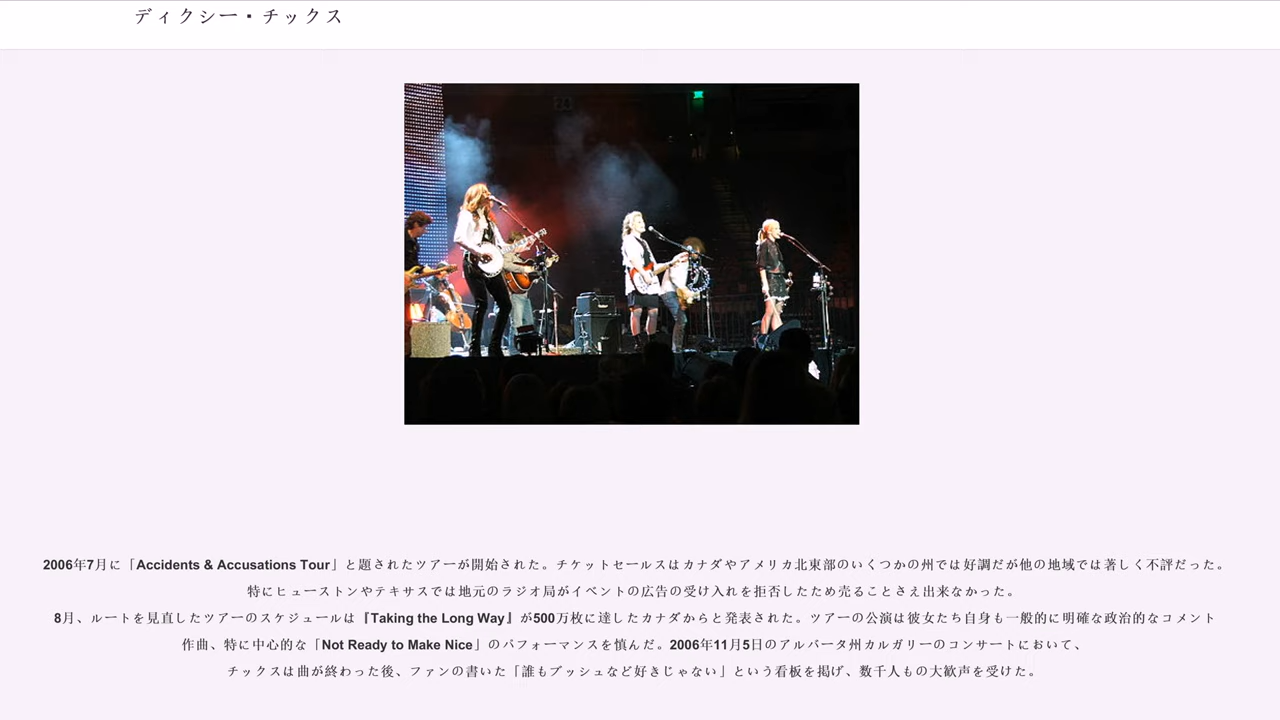 ディクシー・チックス
2006年7月に「Accidents & Accusations Tour」と題されたツアーが開始された。チケットセールスはカナダやアメリカ北東部のいくつかの州では好調だが他の地域では著しく不評だった。
特にヒューストンやテキサスでは地元のラジオ局がイベントの広告の受け入れを拒否したため売ることさえ出来なかった。
8月、ルートを見直したツアーのスケジュールは『Taking the Long Way』が500万枚に達したカナダからと発表された。ツアーの公演は彼女たち自身も一般的に明確な政治的なコメント
作曲、特に中心的な「Not Ready to Make Nice」のパフォーマンスを慎んだ。2006年11月5日のアルバータ州カルガリーのコンサートにおいて、
チックスは曲が終わった後、ファンの書いた「誰もブッシュなど好きじゃない」という看板を掲げ、数千人もの大歓声を受けた。